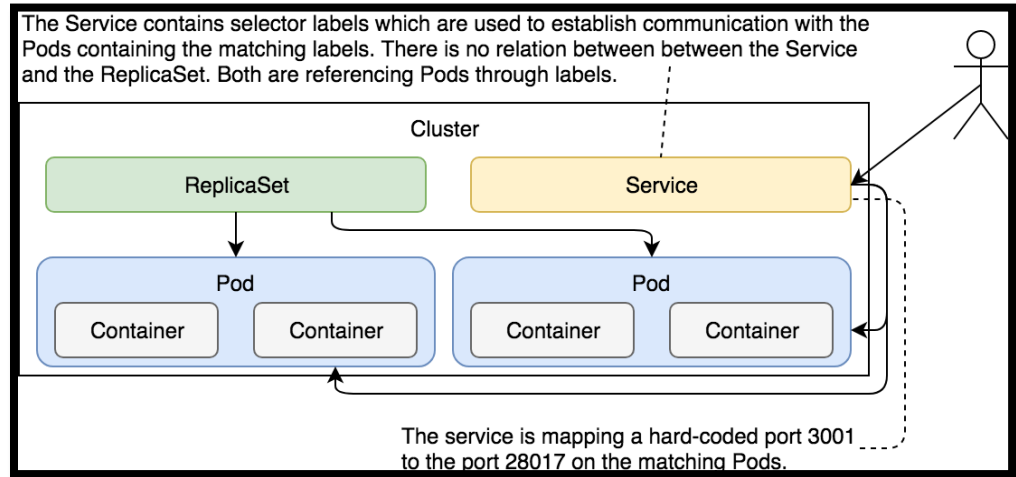 The Service contains selector labels which are used to establish communication with the
Pods containing the matching labels. There is no relation between between the Service
and the ReplicaSet. Both are referencing Pods through labels.
Cluster
ReplicaSet
Service
Pod
Pod
Container
Container
Container
Container
The service is mapping a hard-coded port 3001
to the port 28017 on the matching Pods.